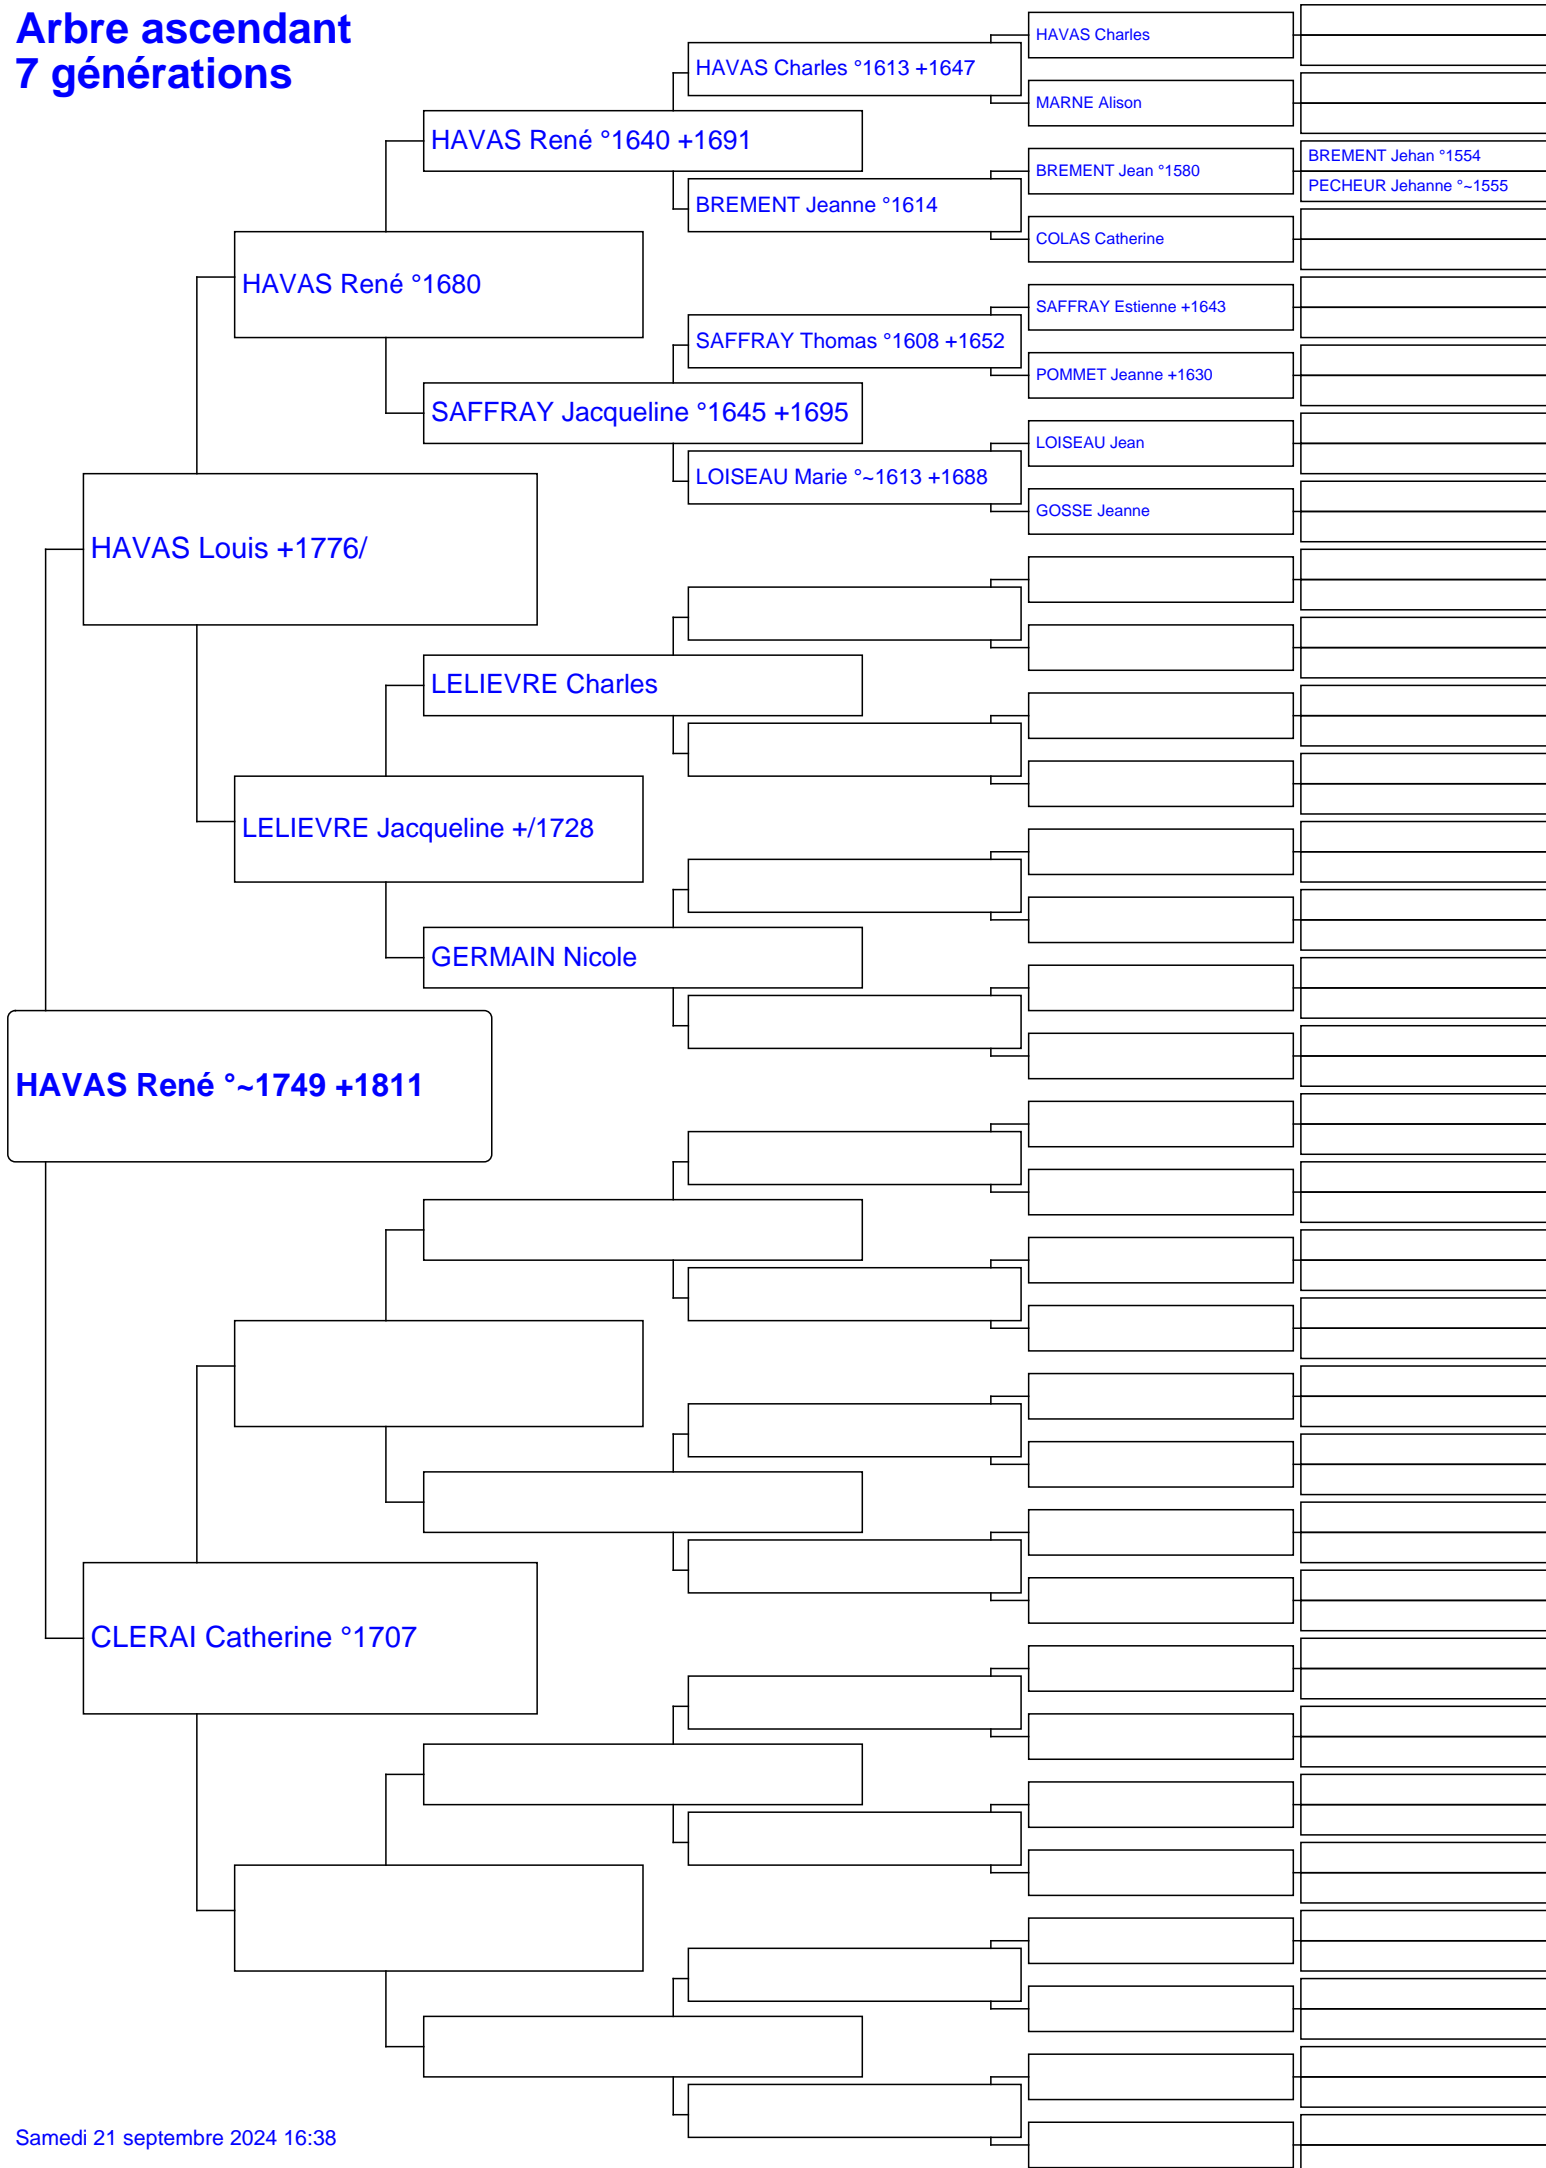 Arbre ascendant
7 générations
HAVAS Charles
HAVAS Charles °1613 +1647
MARNE Alison
HAVAS René °1640 +1691
BREMENT Jehan °1554
BREMENT Jean °1580
PECHEUR Jehanne °~1555
BREMENT Jeanne °1614
COLAS Catherine
HAVAS René °1680
SAFFRAY Estienne +1643
SAFFRAY Thomas °1608 +1652
POMMET Jeanne +1630
SAFFRAY Jacqueline °1645 +1695
LOISEAU Jean
LOISEAU Marie °~1613 +1688
GOSSE Jeanne
HAVAS Louis +1776/
LELIEVRE Charles
LELIEVRE Jacqueline +/1728
GERMAIN Nicole
HAVAS René °~1749 +1811
CLERAI Catherine °1707
Samedi 21 septembre 2024 16:38